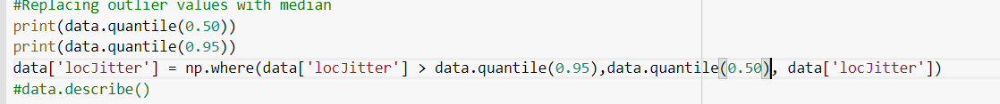 #Replacing outlier values with median
print(data.quantile(0.50))
print(data.quantile(0.95))
data['locJitter'] = np.where(data['locJitter'] > data.quantile(0.95),data.quantile(0.50), data['locJitter'])
#data.describe()